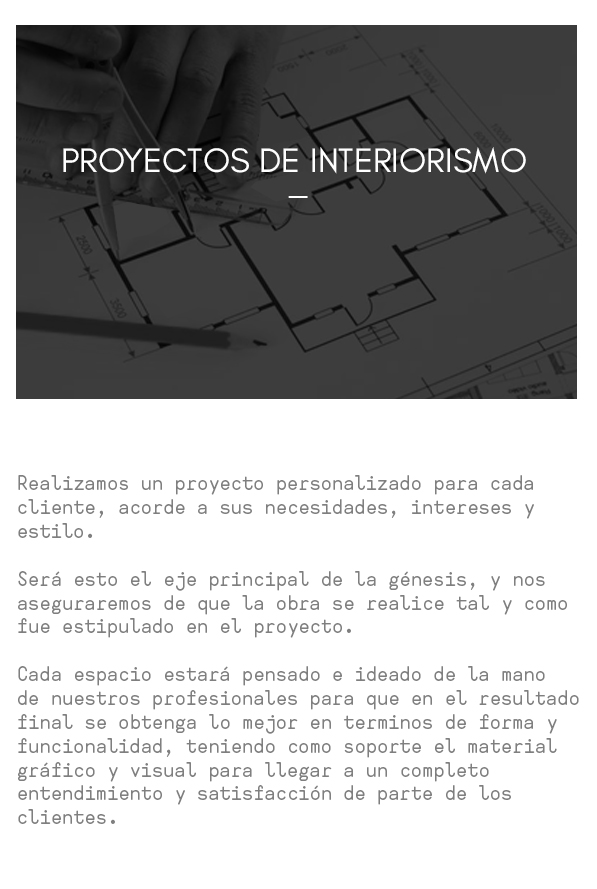 PROYECTOS DE INTERIORISMO
Realizamos un proyecto personalizado para cada
cliente, acorde a sus necesidades, intereses y
estilo.
Será esto el eje principal de la génesis, y nos
aseguraremos de que la obra se realice tal y como
fue estipulado en el proyecto.
Cada espacio estará pensado e ideado de la mano
de nuestros profesionales para que en el resultado
final se obtenga lo mejor en terminos de forma y
funcionalidad, teniendo como soporte el material
gráfico y visual para llegar a un completo
entendimiento y satisfacción de parte de los
clientes.
2500
3500